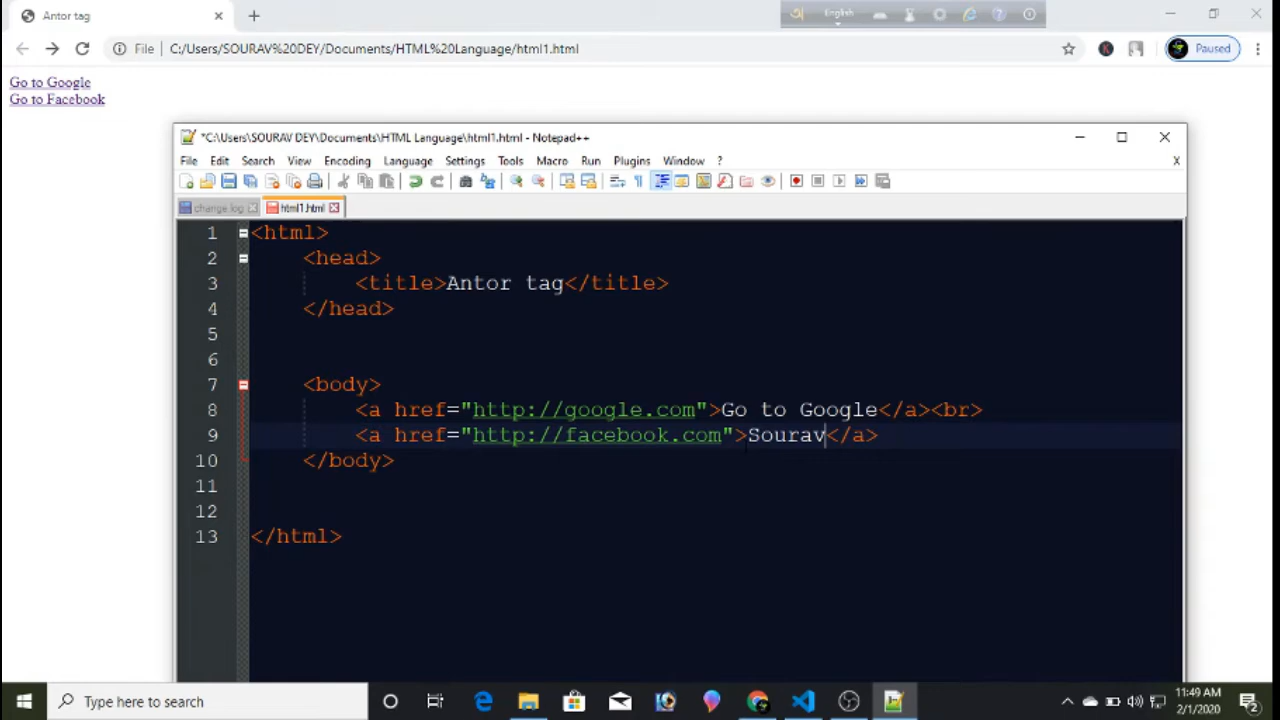 Antor tag
English
File C:/Users/SOURAV%20DEY/Documents/HTML%20Language/html1.html
Paused
Go to Google
Go to Facebook
*C:\Users\SOURAV DEY\Documents\HTML Language\html1.html - Notepad++
File Edit Search View Encoding Language Settings Tools Macro Run Plugins Window ? X
change.log html1.html
1 <html>
2 <head>
3 <title>Antor tag</title>
4 </head>
5
6
7 <body>
8 <a href="http://google.com">Go to Google</a><br>
9 <a href="http://facebook.com">Sourav</a>
10 </body>
11
12
13 </html>
Type here to search
11:49 AM
2/1/2020
2